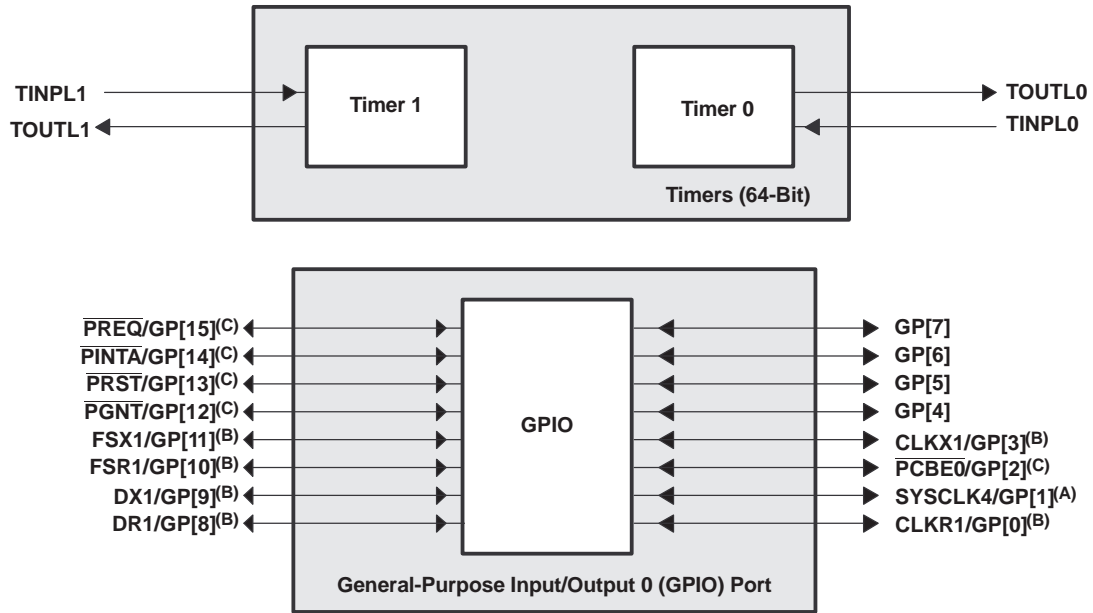 TINPL1
TOUTL1
Timer 1
Timer 0
TOUTL0
TINPL0
Timers (64-Bit)
PREQ/GP[15](C)
PINTA/GP[14](C)
PRST/GP[13](C)
PGNT/GP[12](C)
FSX1/GP[11](B)
FSR1/GP[10](B)
DX1/GP[9](B)
DR1/GP[8](B)
GPIO
GP[7]
GP[6]
GP[5]
GP[4]
CLKX1/GP[3](B)
PCBE0/GP[2](C)
SYSCLK4/GP[1](A)
CLKR1/GP[0](B)
General-Purpose Input/Output 0 (GPIO) Port